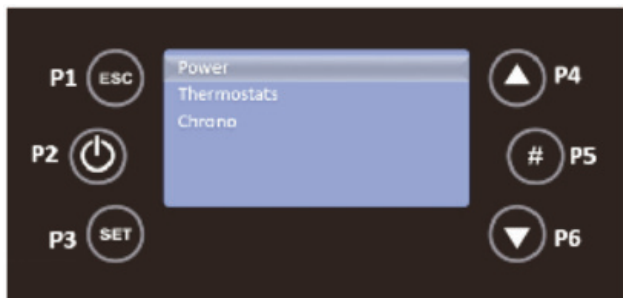 P1 ESC
Power
P4
Thermostats
Chrono
P2
# P5
P3 SET
P6